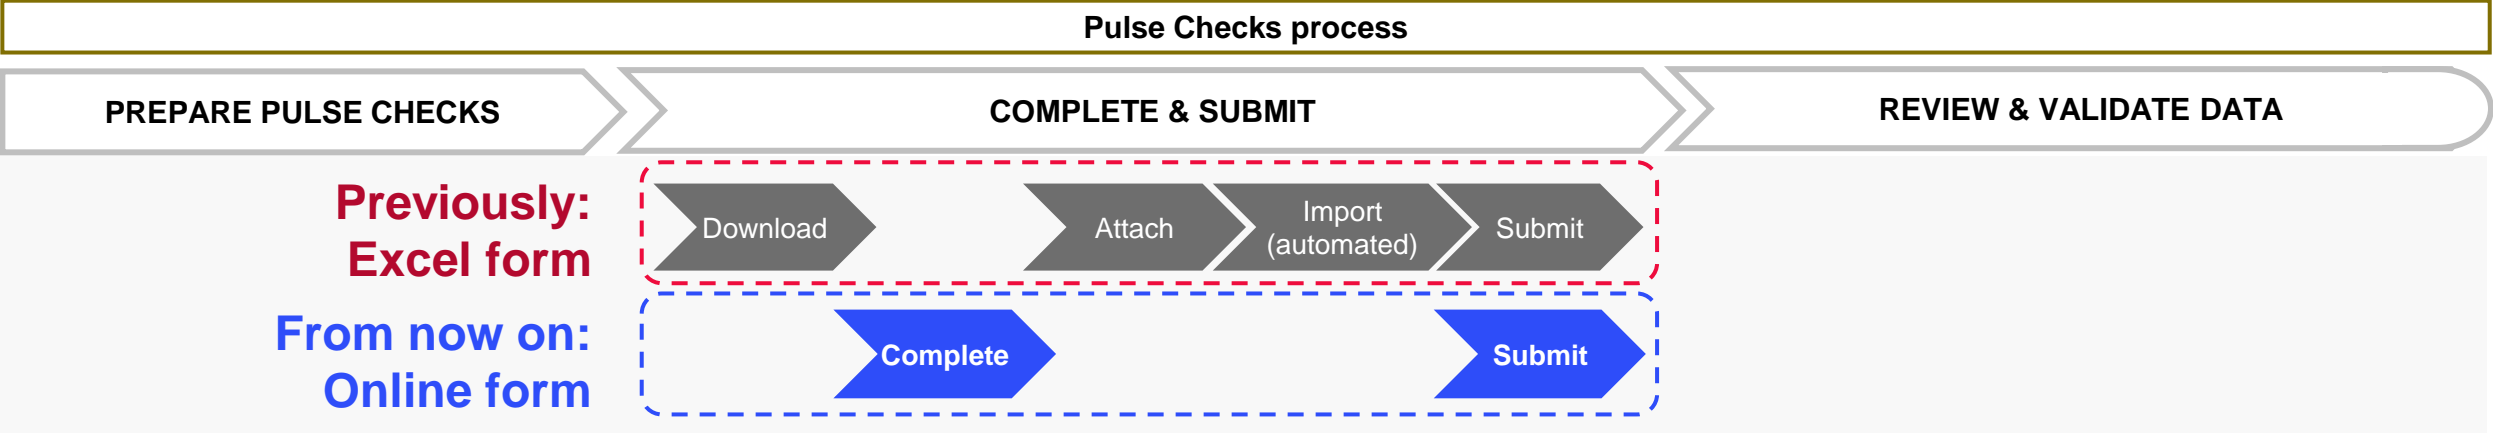 Pulse Checks process
PREPARE PULSE CHECKS
COMPLETE & SUBMIT
REVIEW & VALIDATE DATA
Previously:
Excel form
Download
Attach
Import
(automated)
Submit
From now on:
Online form
Complete
Submit